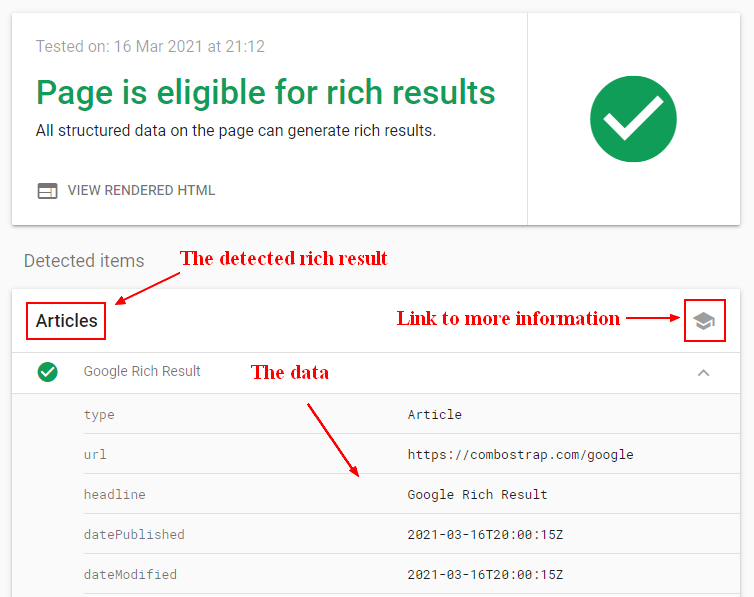 Tested on: 16 Mar 2021 at 21:12
Page is eligible for rich results
All structured data on the page can generate rich results.
VIEW RENDERED HTML
Detected items
The detected rich result
Articles
Link to more information
Google Rich Result
The data
type Article
url https://combostrap.com/google
headline Google Rich Result
datePublished 2021-03-16T20:00:15Z
dateModified 2021-03-16T20:00:15Z